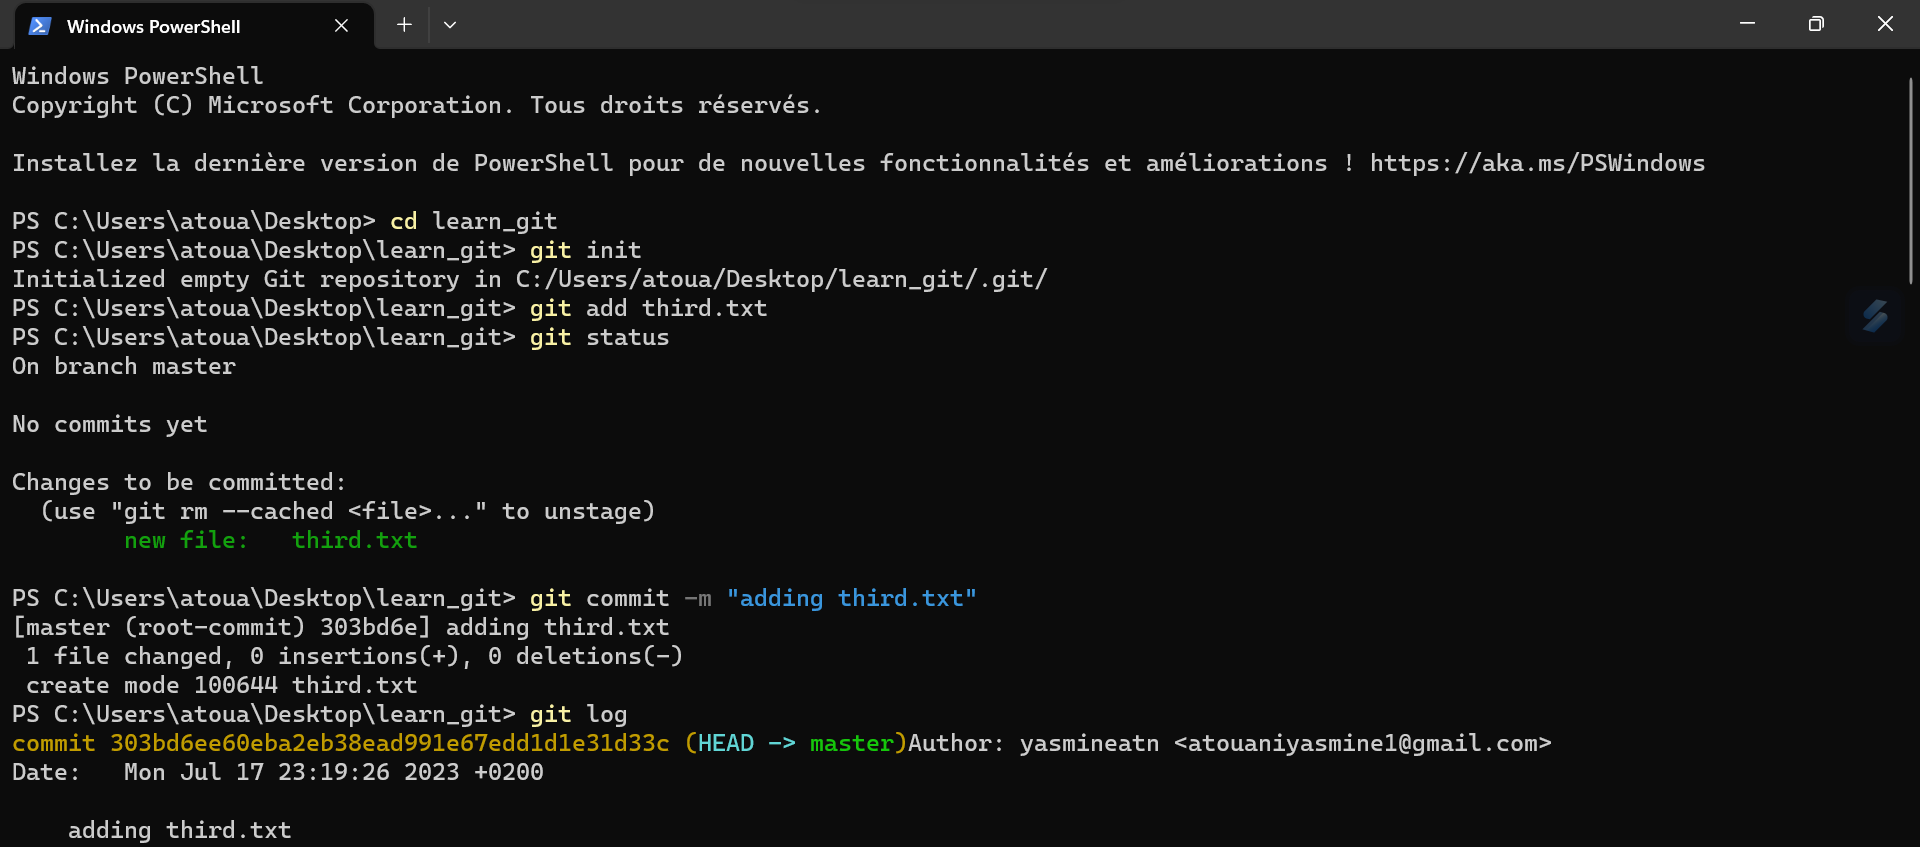 Windows PowerShell
Windows PowerShell
Copyright (C) Microsoft Corporation. Tous droits réservés.
Installez la dernière version de PowerShell pour de nouvelles fonctionnalités et améliorations ! https://aka.ms/PSWindows
PS C:\Users\atoua\Desktop> cd learn_git
PS C:\Users\atoua\Desktop\learn_git> git init
Initialized empty Git repository in C:/Users/atoua/Desktop/learn_git/.git/
PS C:\Users\atoua\Desktop\learn_git> git add third.txt
PS C:\Users\atoua\Desktop\learn_git> git status
On branch master
No commits yet
Changes to be committed:
  (use "git rm --cached <file>..." to unstage)
        new file:   third.txt
PS C:\Users\atoua\Desktop\learn_git> git commit -m "adding third.txt"
[master (root-commit) 303bd6e] adding third.txt
 1 file changed, 0 insertions(+), 0 deletions(-)
 create mode 100644 third.txt
PS C:\Users\atoua\Desktop\learn_git> git log
commit 303bd6ee60eba2eb38ead991e67edd1d1e31d33c (HEAD -> master)Author: yasmineatn <atouaniyasmine1@gmail.com>
Date:   Mon Jul 17 23:19:26 2023 +0200
    adding third.txt